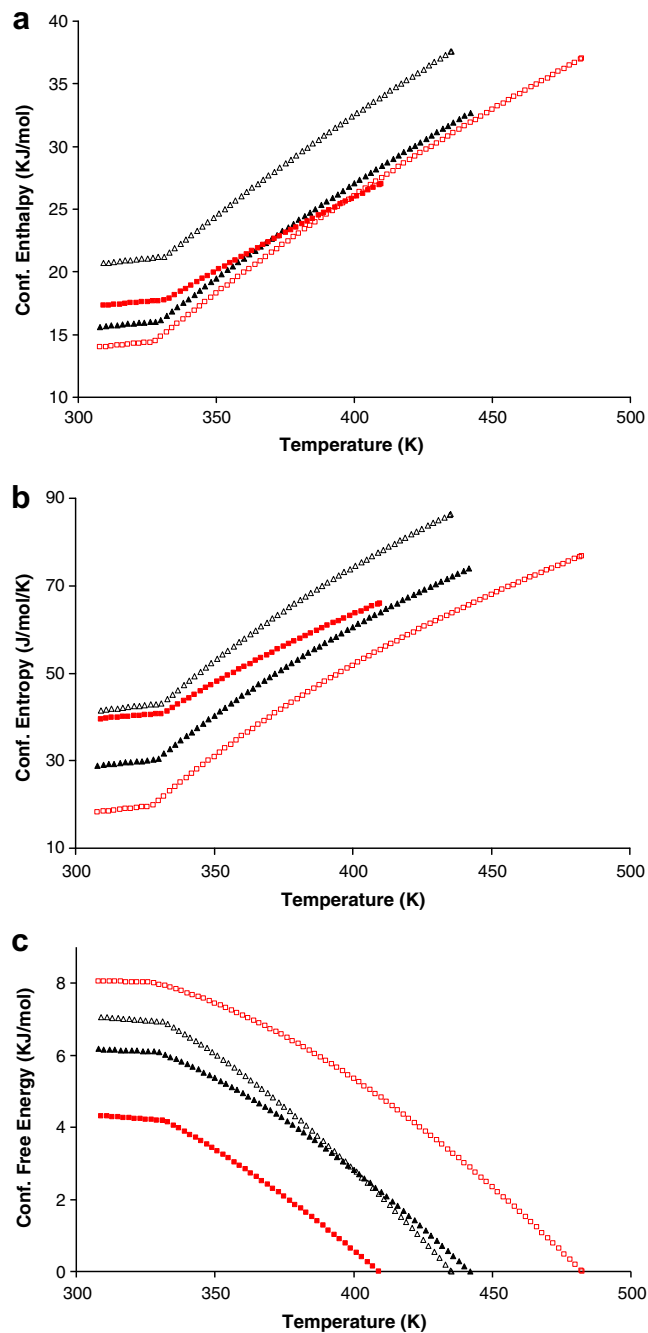 a
40
35
30
25
20
15
10
Conf. Enthalpy (KJ/mol)
300 350 400 450 500
Temperature (K)
b
90
70
50
30
10
Conf. Entropy (J/mol/K)
300 350 400 450 500
Temperature (K)
c
8
6
4
2
0
Conf. Free Energy (KJ/mol)
300 350 400 450 500
Temperature (K)